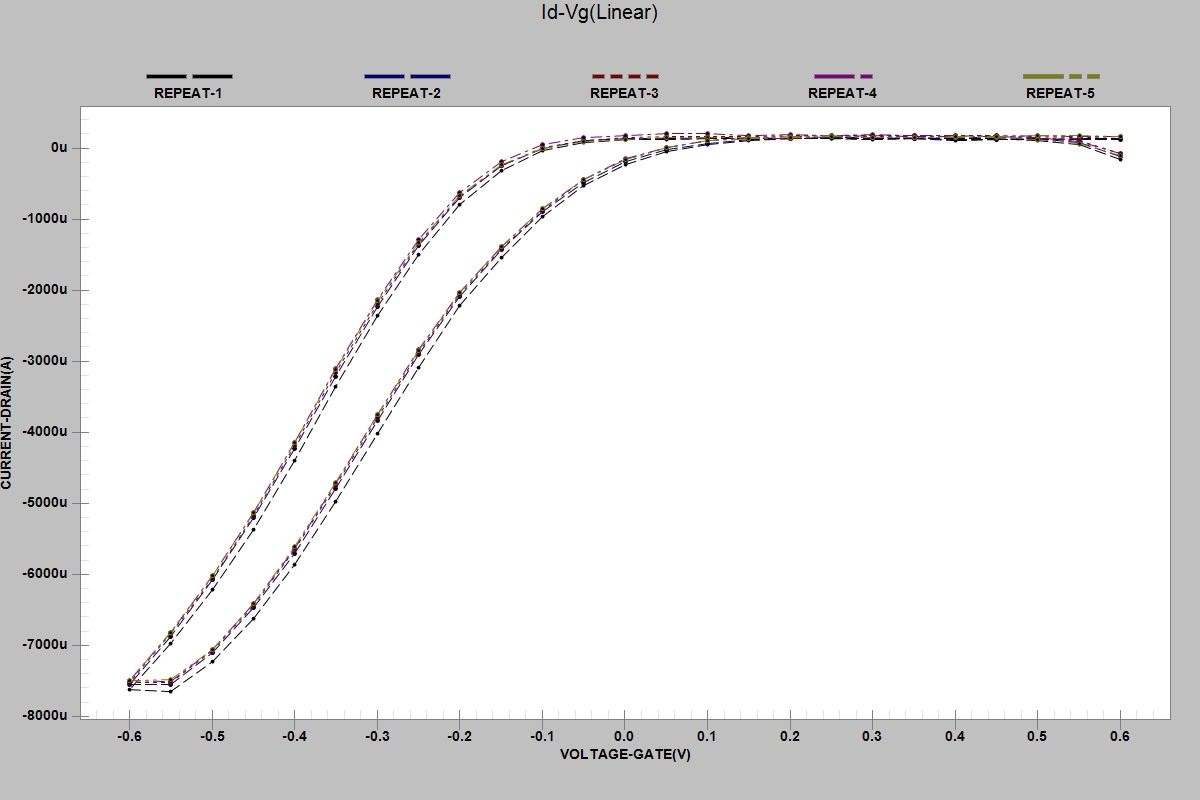 Id-Vg(Linear)
REPEAT-1 REPEAT-2 REPEAT-3 REPEAT-4 REPEAT-5
CURRENT-DRAIN(A)
0u
-1000u
-2000u
-3000u
-4000u
-5000u
-6000u
-7000u
-8000u
-0.6 -0.5 -0.4 -0.3 -0.2 -0.1 0.0 0.1 0.2 0.3 0.4 0.5 0.6
VOLTAGE-GATE(V)